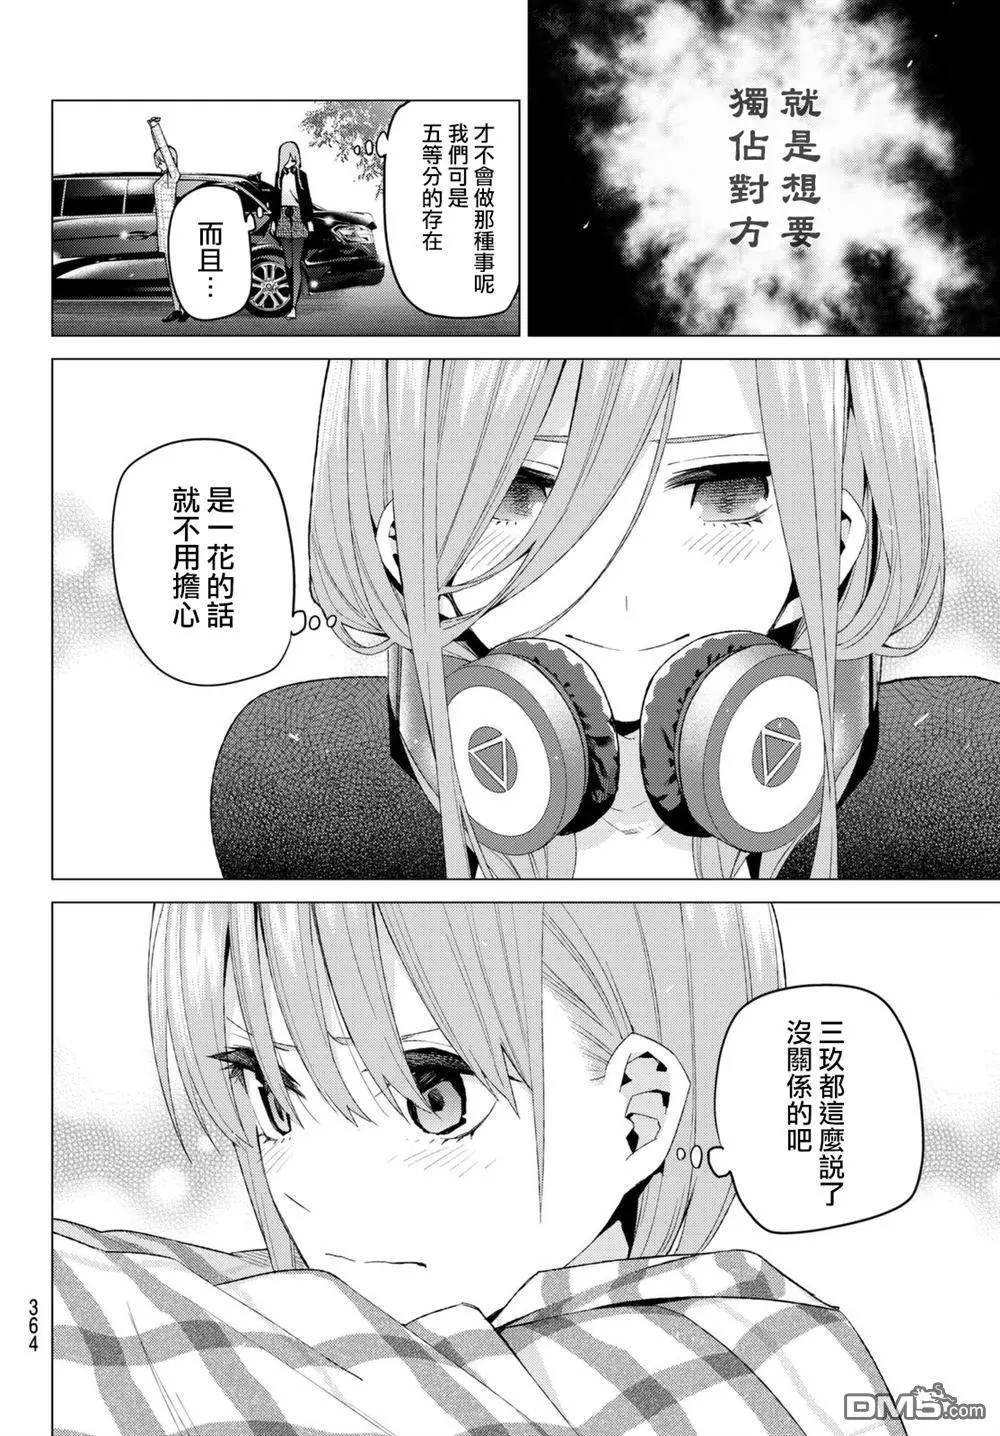 就是想要
獨佔對方
才不會做那種事呢
我們可是
五等分的存在
而且…
是一花的話
就不用擔心
三玖都這麼説了
沒關係的吧
364
DM5.com